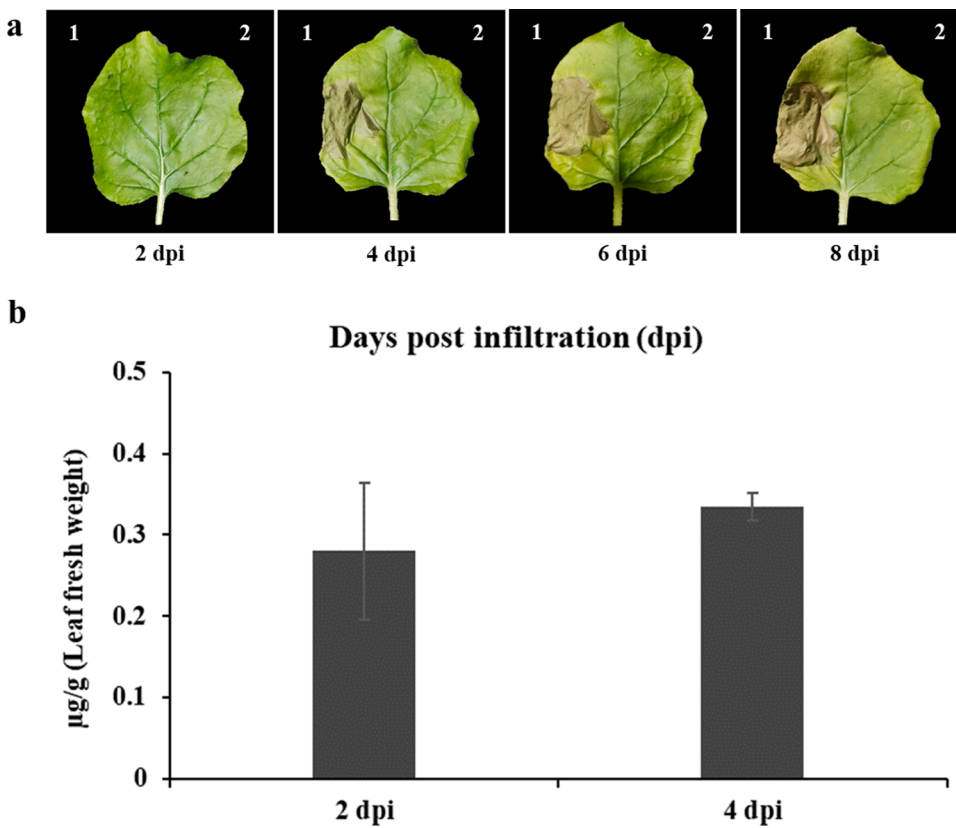 a
1 2 1 2 1 2 1 2
2 dpi 4 dpi 6 dpi 8 dpi
b
Days post infiltration (dpi)
µg/g (Leaf fresh weight)
0.5
0.4
0.3
0.2
0.1
0
2 dpi 4 dpi